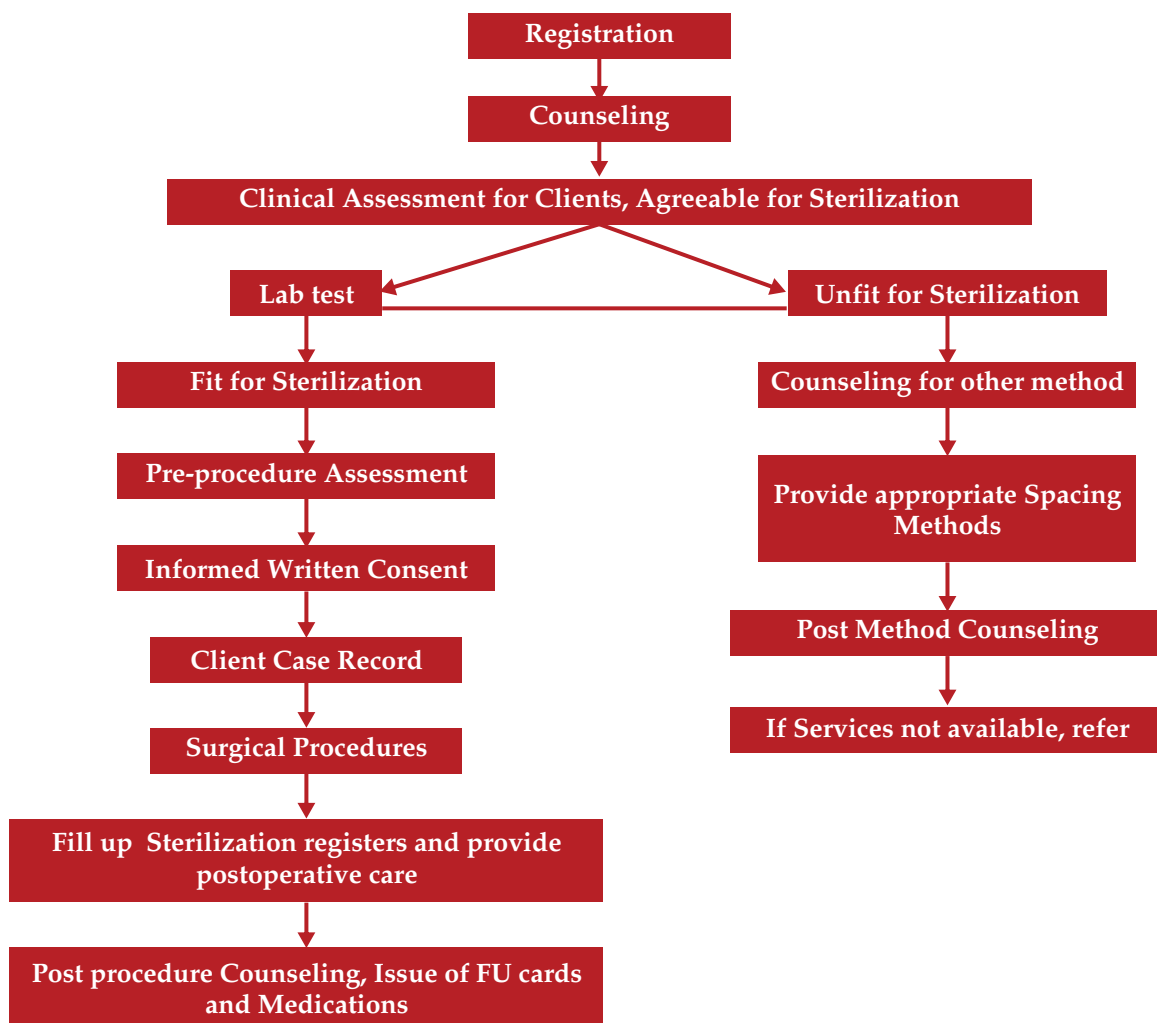 Registration
Counseling
Clinical Assessment for Clients, Agreeable for Sterilization
Lab test
Unfit for Sterilization
Fit for Sterilization
Counseling for other method
Pre-procedure Assessment
Provide appropriate Spacing
Methods
Informed Written Consent
Post Method Counseling
Client Case Record
If Services not available, refer
Surgical Procedures
Fill up Sterilization registers and provide
postoperative care
Post procedure Counseling, Issue of FU cards
and Medications